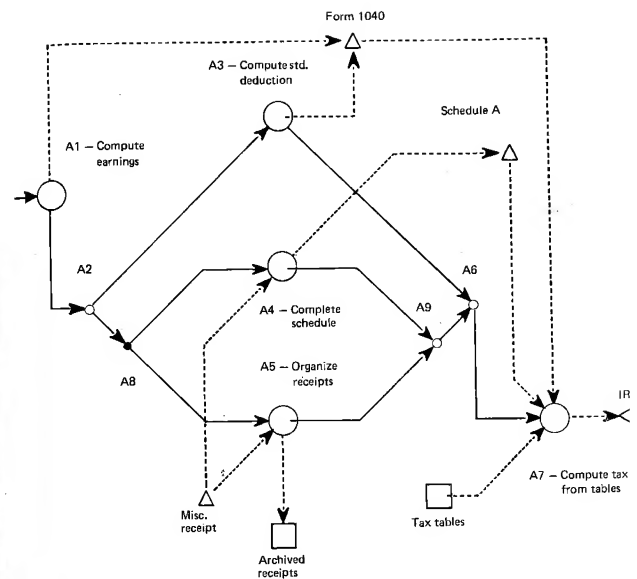 Form 1040
A3 — Compute std.
deduction
Schedule A
A1 — Compute
earnings
A2
A6
A4 — Complete
schedule
A9
A8
A5 — Organize
receipts
IR
A7 — Compute tax
from tables
Misc.
receipt
Tax tables
Archived
receipts